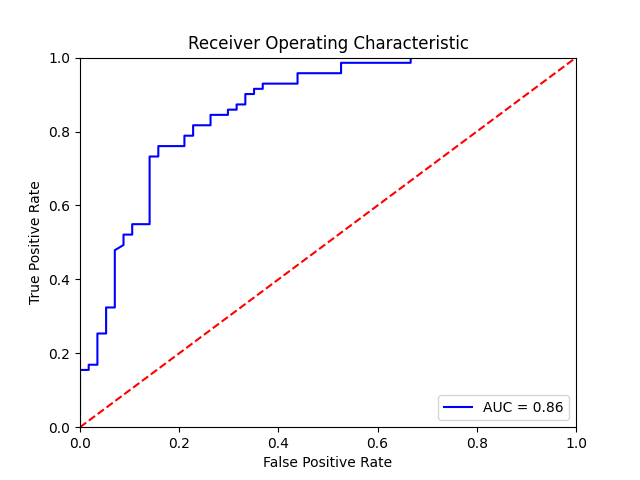 Receiver Operating Characteristic
1.0
0.8
0.6
0.4
0.2
0.0
True Positive Rate
AUC = 0.86
0.0 0.2 0.4 0.6 0.8 1.0
False Positive Rate